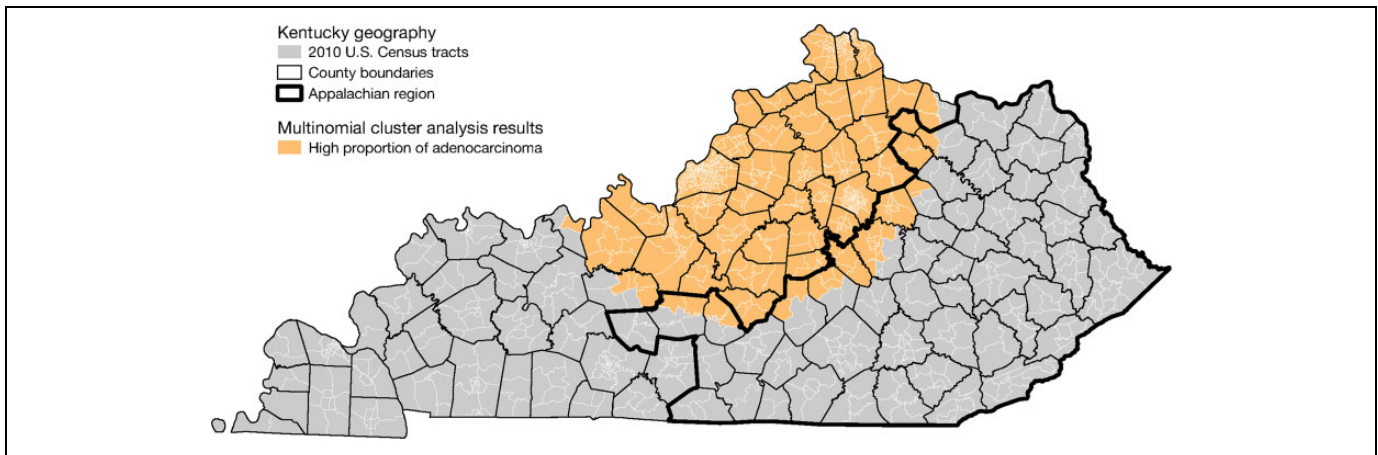 Kentucky geography
2010 U.S. Census tracts
County boundaries
Appalachian region
Multinomial cluster analysis results
High proportion of adenocarcinoma